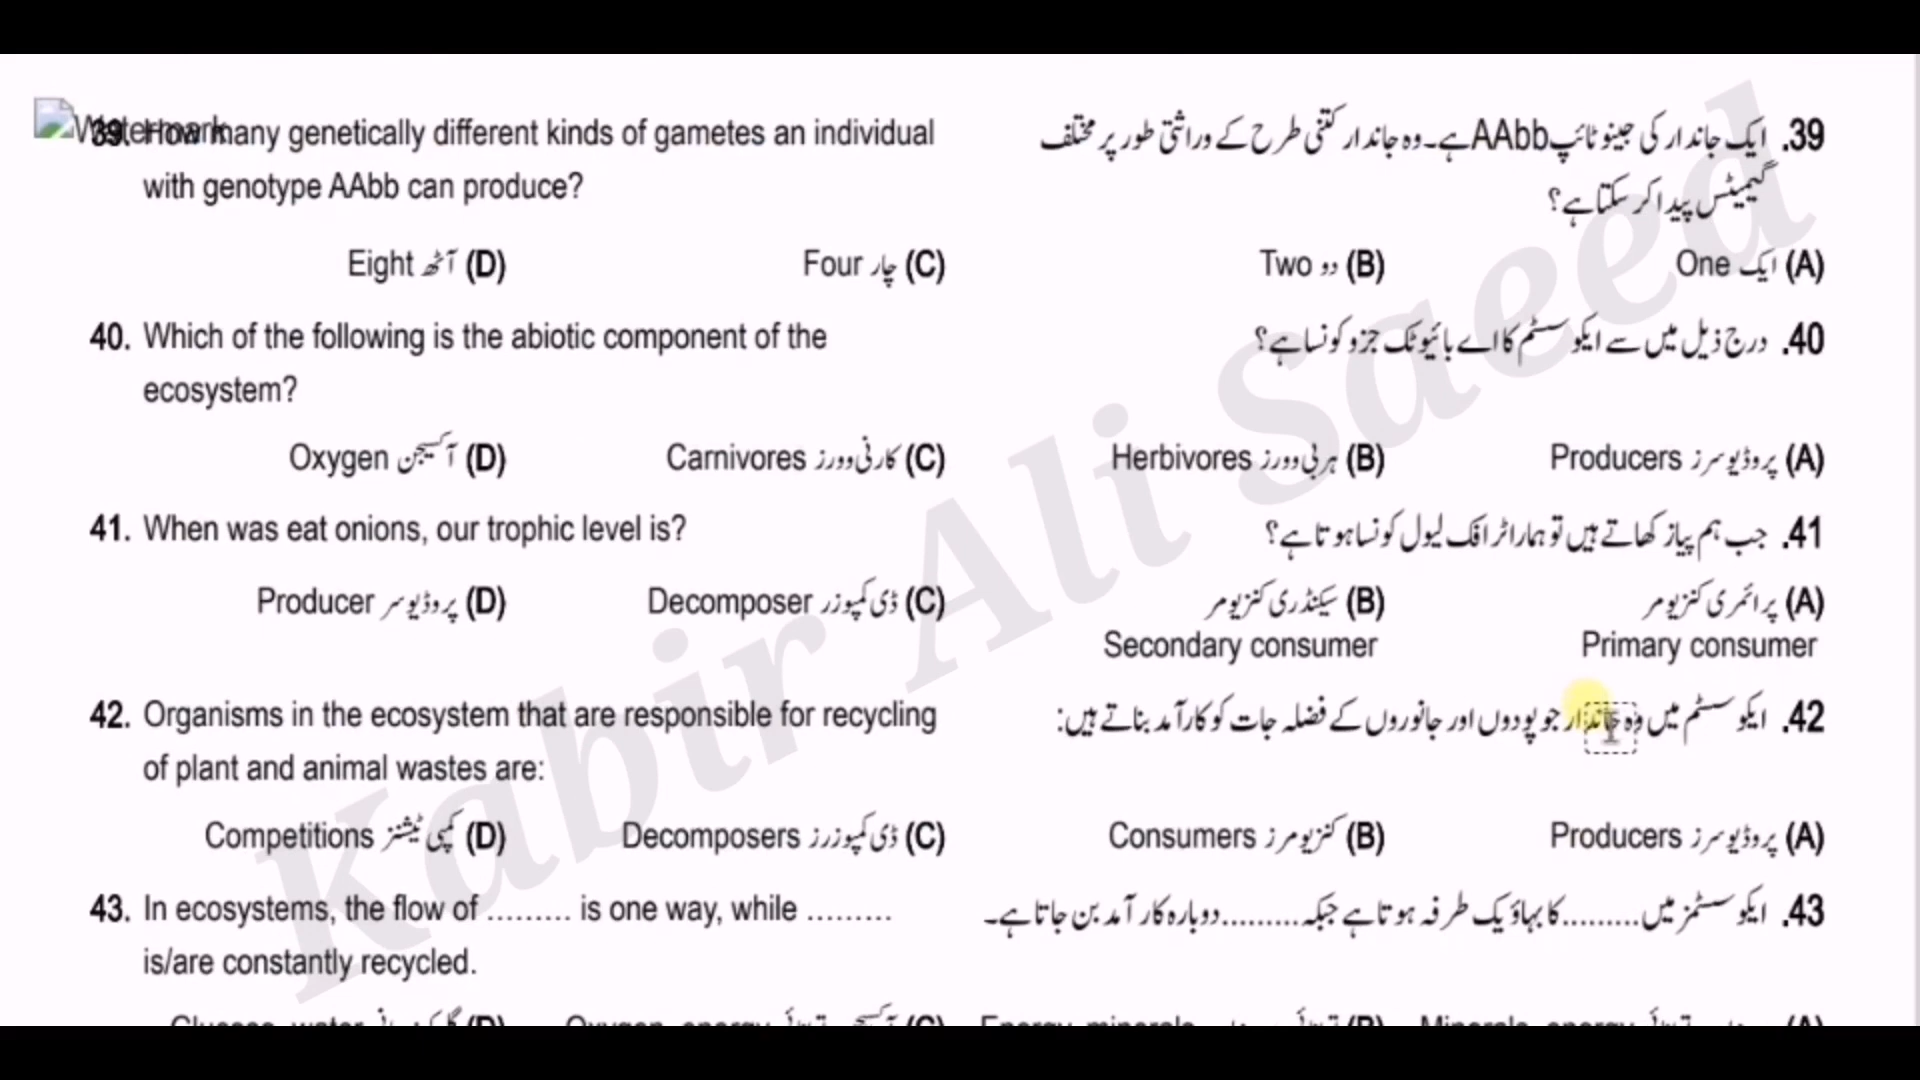 Watermark
39. How many genetically different kinds of gametes an individual
with genotype AAbb can produce?
39. ایک جاندار کی جینوٹائپ AAbb ہے۔ وہ جاندار کتنی طرح کے وراثتی طور پر مختلف
گیمیٹس پیدا کر سکتا ہے؟
(A) ایک One (B) دو Two (C) چار Four (D) آٹھ Eight
40. Which of the following is the abiotic component of the
ecosystem?
40. درج ذیل میں سے ایکوسسٹم کا اے بائیوٹک جزو کونسا ہے؟
(A) پروڈیوسرز Producers (B) ہربی وورز Herbivores (C) کارنی وورز Carnivores (D) آکسیجن Oxygen
41. When was eat onions, our trophic level is?
41. جب ہم پیاز کھاتے ہیں تو ہمارا ٹرافک لیول کونسا ہوتا ہے؟
(A) پرائمری کنزیومر (B) سیکنڈری کنزیومر (C) ڈی کمپوزر Decomposer (D) پروڈیوسر Producer
Primary consumer Secondary consumer
42. Organisms in the ecosystem that are responsible for recycling
of plant and animal wastes are:
42. ایکوسسٹم میں وہ جاندار جو پودوں اور جانوروں کے فضلہ جات کو کارآمد بناتے ہیں:
(A) پروڈیوسرز Producers (B) کنزیومرز Consumers (C) ڈی کمپوزرز Decomposers (D) کمپی ٹیشنز Competitions
43. In ecosystems, the flow of ......... is one way, while .........
is/are constantly recycled.
43. ایکوسسٹمز میں.........کا بہاؤ یک طرفہ ہوتا ہے جبکہ.........دوبارہ کارآمد بن جاتا ہے۔
Kabir Ali Saeed